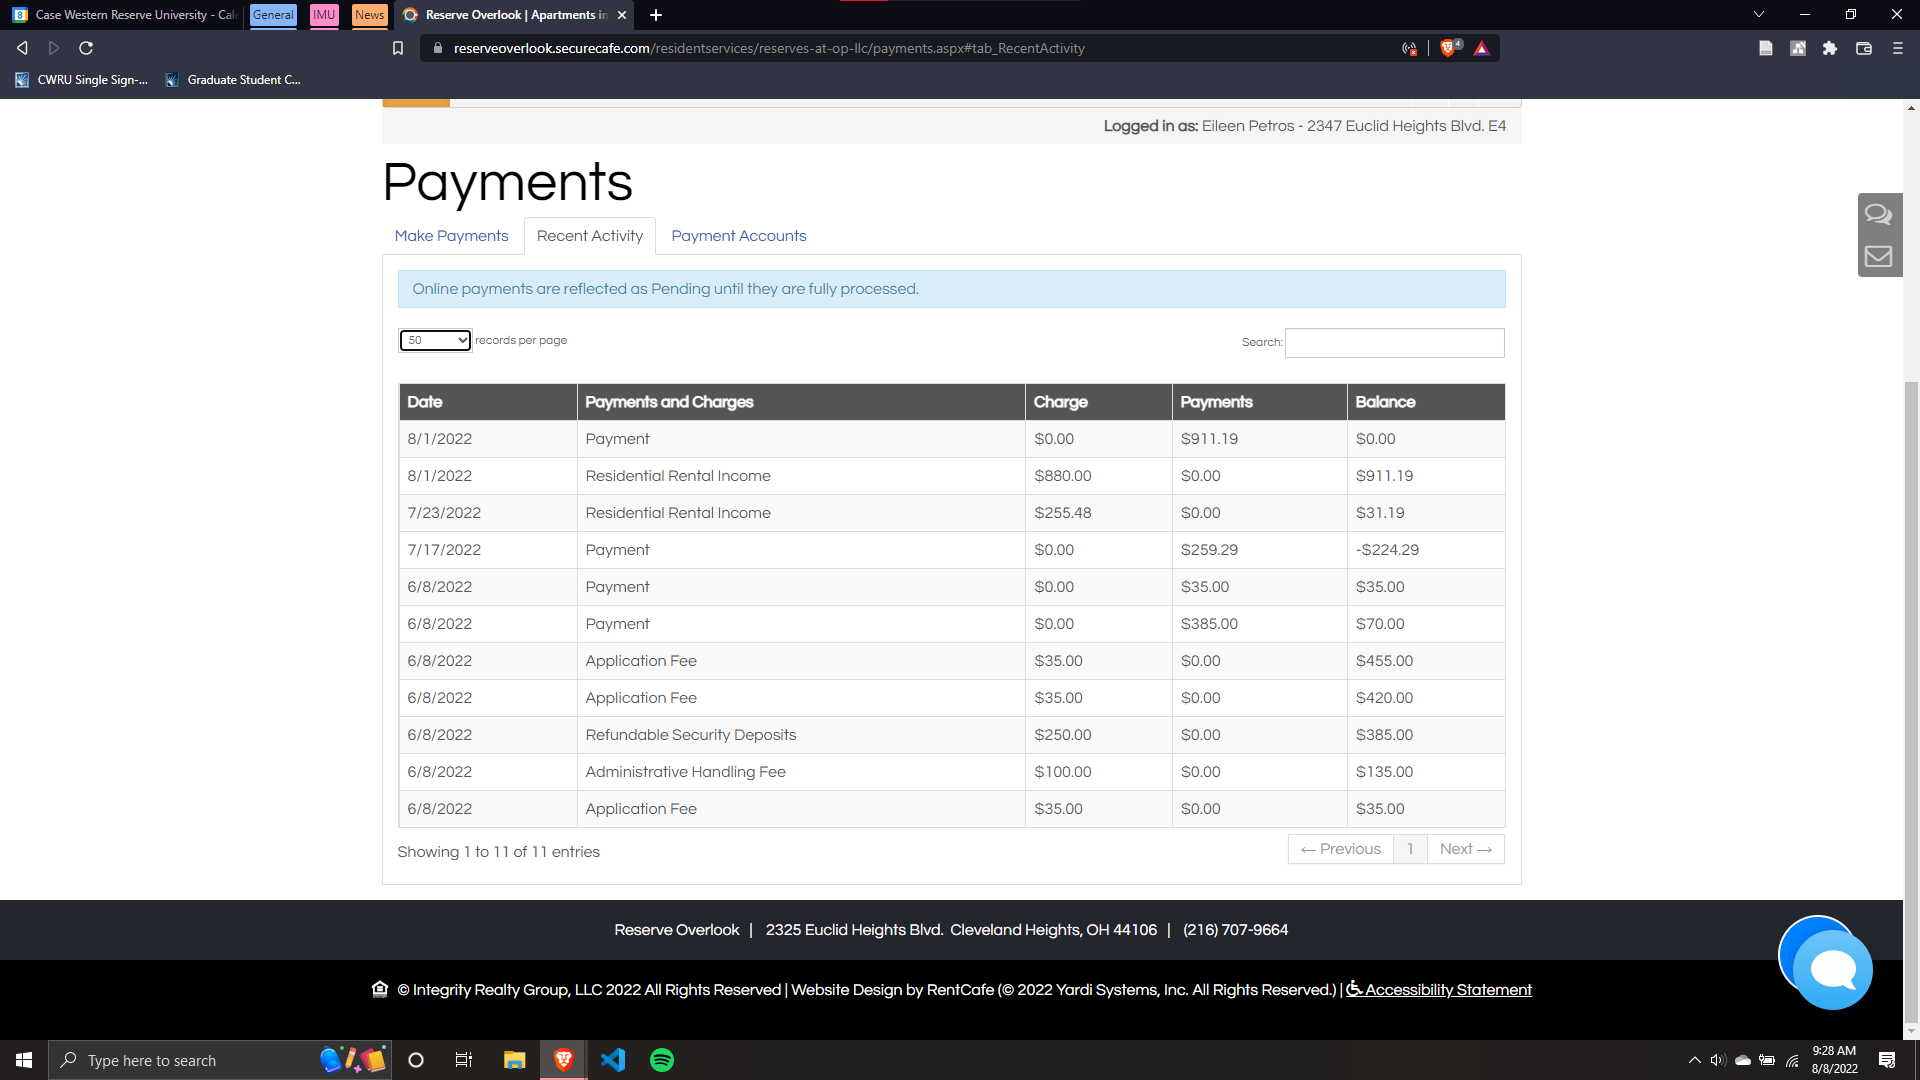 Case Western Reserve University - Cal
General
IMU
News
Reserve Overlook | Apartments in
reserveoverlook.securecafe.com/residentservices/reserves-at-op-llc/payments.aspx#tab_RecentActivity
4
CWRU Single Sign-...
Graduate Student C...
Logged in as: Eileen Petros - 2347 Euclid Heights Blvd. E4
Payments
Make Payments
Recent Activity
Payment Accounts
Online payments are reflected as Pending until they are fully processed.
50 records per page
Search:
Date Payments and Charges Charge Payments Balance
8/1/2022 Payment $0.00 $911.19 $0.00
8/1/2022 Residential Rental Income $880.00 $0.00 $911.19
7/23/2022 Residential Rental Income $255.48 $0.00 $31.19
7/17/2022 Payment $0.00 $259.29 -$224.29
6/8/2022 Payment $0.00 $35.00 $35.00
6/8/2022 Payment $0.00 $385.00 $70.00
6/8/2022 Application Fee $35.00 $0.00 $455.00
6/8/2022 Application Fee $35.00 $0.00 $420.00
6/8/2022 Refundable Security Deposits $250.00 $0.00 $385.00
6/8/2022 Administrative Handling Fee $100.00 $0.00 $135.00
6/8/2022 Application Fee $35.00 $0.00 $35.00
Showing 1 to 11 of 11 entries
← Previous 1 Next →
Reserve Overlook | 2325 Euclid Heights Blvd. Cleveland Heights, OH 44106 | (216) 707-9664
© Integrity Realty Group, LLC 2022 All Rights Reserved | Website Design by RentCafe (© 2022 Yardi Systems, Inc. All Rights Reserved.) | Accessibility Statement
Type here to search
9:28 AM
8/8/2022